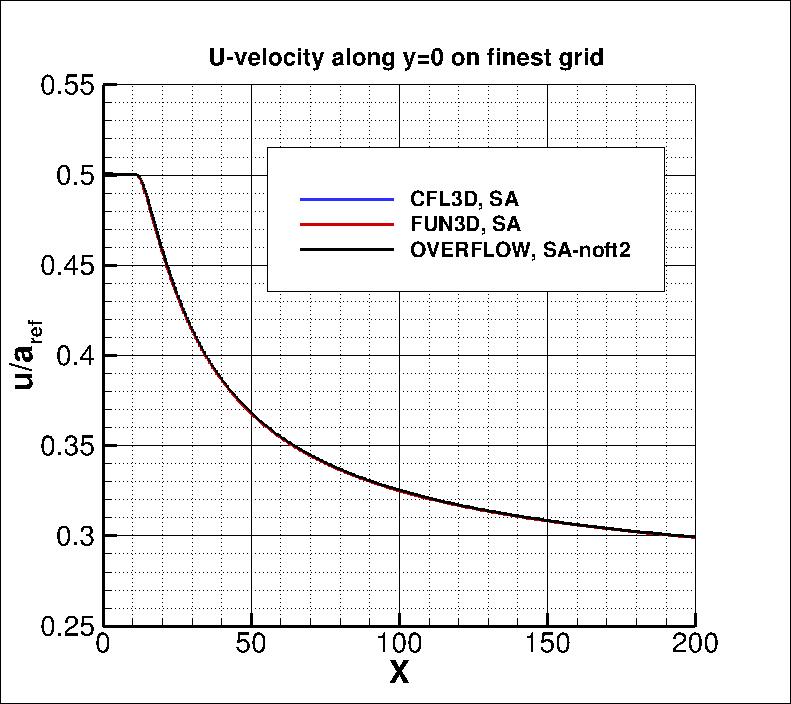 U-velocity along y=0 on finest grid
0.55
0.5
0.45
0.4
0.35
0.3
0.25
u/aref
CFL3D, SA
FUN3D, SA
OVERFLOW, SA-noft2
0 50 100 150 200
X